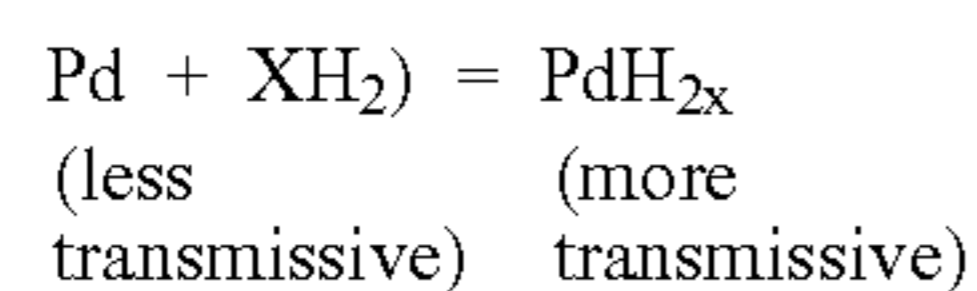 Pd + XH₂) = PdH₂ₓ
(less (more
transmissive) transmissive)